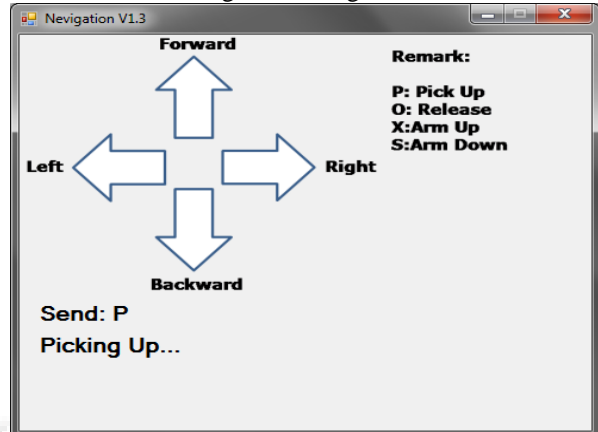 Nevigation V1.3
Forward
Remark:
P: Pick Up
O: Release
X:Arm Up
S:Arm Down
Left
Right
Backward
Send: P
Picking Up...